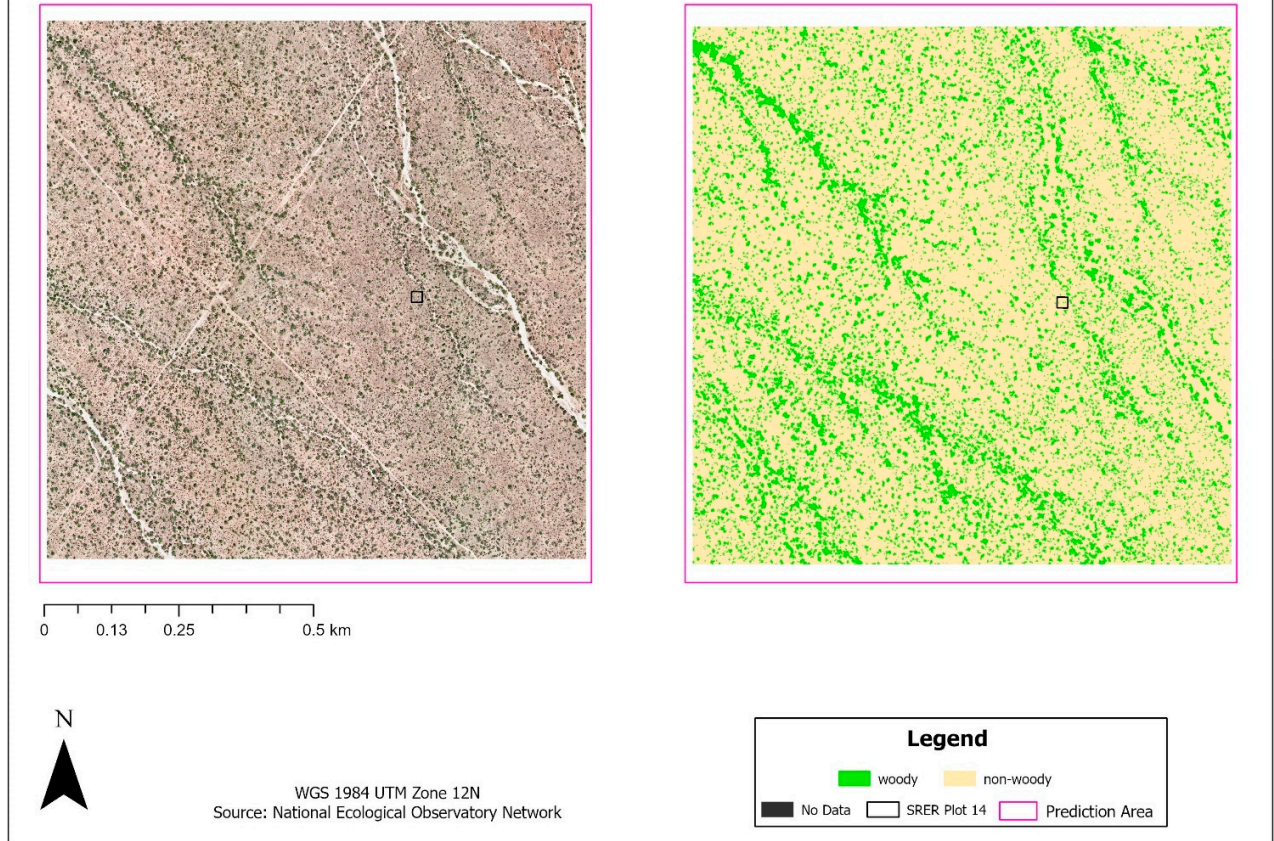 0 0.13 0.25 0.5 km
N
WGS 1984 UTM Zone 12N
Source: National Ecological Observatory Network
Legend
woody non-woody
No Data SRER Plot 14 Prediction Area